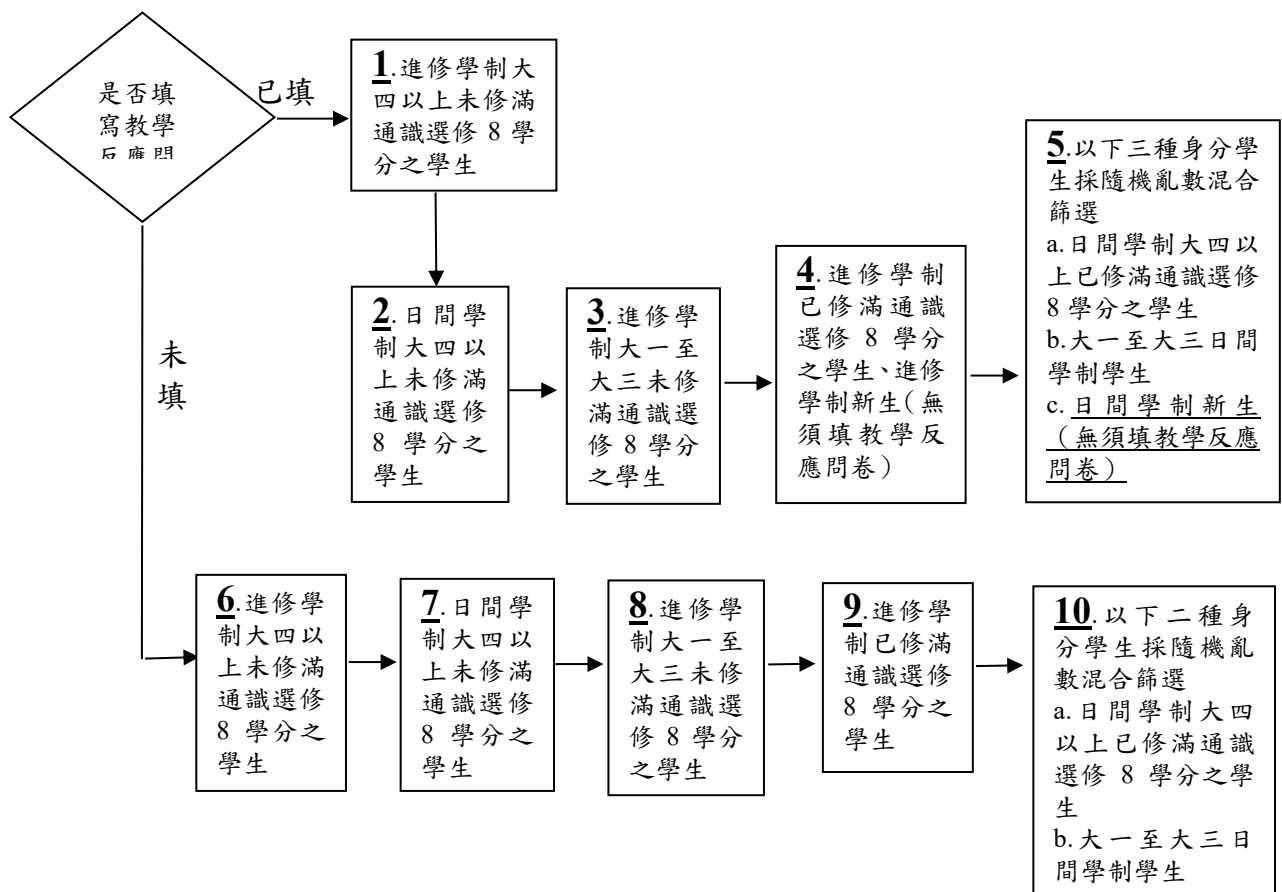 是否填
寫教學
反應問
已填
1.進修學制大
四以上未修滿
通識選修 8 學
分之學生
2.日間學
制大四以
上未修滿
通識選修
8 學分之
學生
3.進修學
制大一至
大三未修
滿通識選
修 8 學分
之學生
4.進修學制
已修滿通識
選修 8 學分
之學生、進修
學制新生(無
須填教學反
應問卷)
5.以下三種身分學
生採隨機亂數混合
篩選
a.日間學制大四以
上已修滿通識選修
8 學分之學生
b.大一至大三日間
學制學生
c.日間學制新生
(無須填教學反應
問卷)
未
填
6.進修學
制大四以
上未修滿
通識選修
8 學分之
學生
7.日間學
制大四以
上未修滿
通識選修
8 學分之
學生
8.進修學
制大一至
大三未修
滿通識選
修 8 學分
之學生
9.進修學
制已修滿
通識選修
8 學分之
學生
10.以下二種身
分學生採隨機亂
數混合篩選
a.日間學制大四
以上已修滿通識
選修 8 學分之學
生
b.大一至大三日
間學制學生